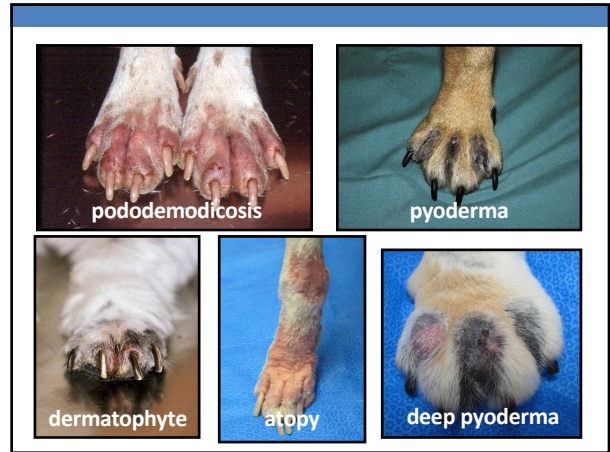 pododemodicosis
pyoderma
dermatophyte
atopy
deep pyoderma